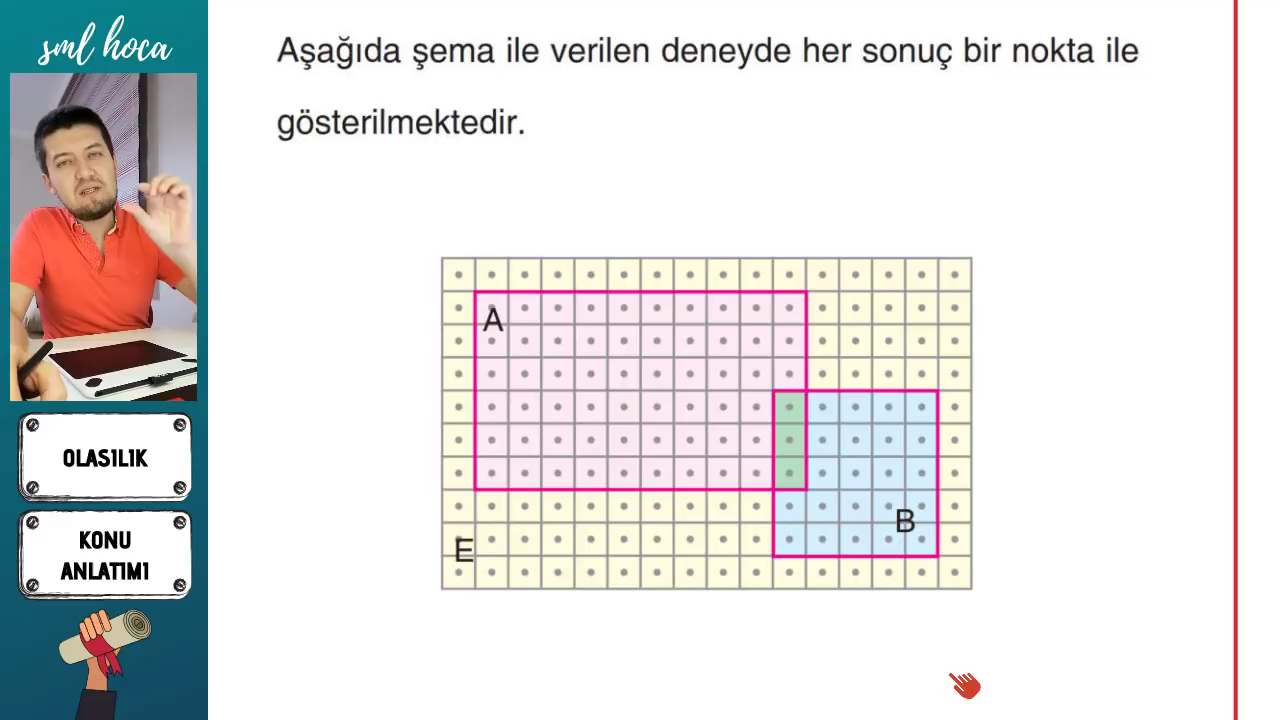 sml hoca
Aşağıda şema ile verilen deneyde her sonuç bir nokta ile
gösterilmektedir.
A
B
E
OLASILIK
KONU
ANLATIMI